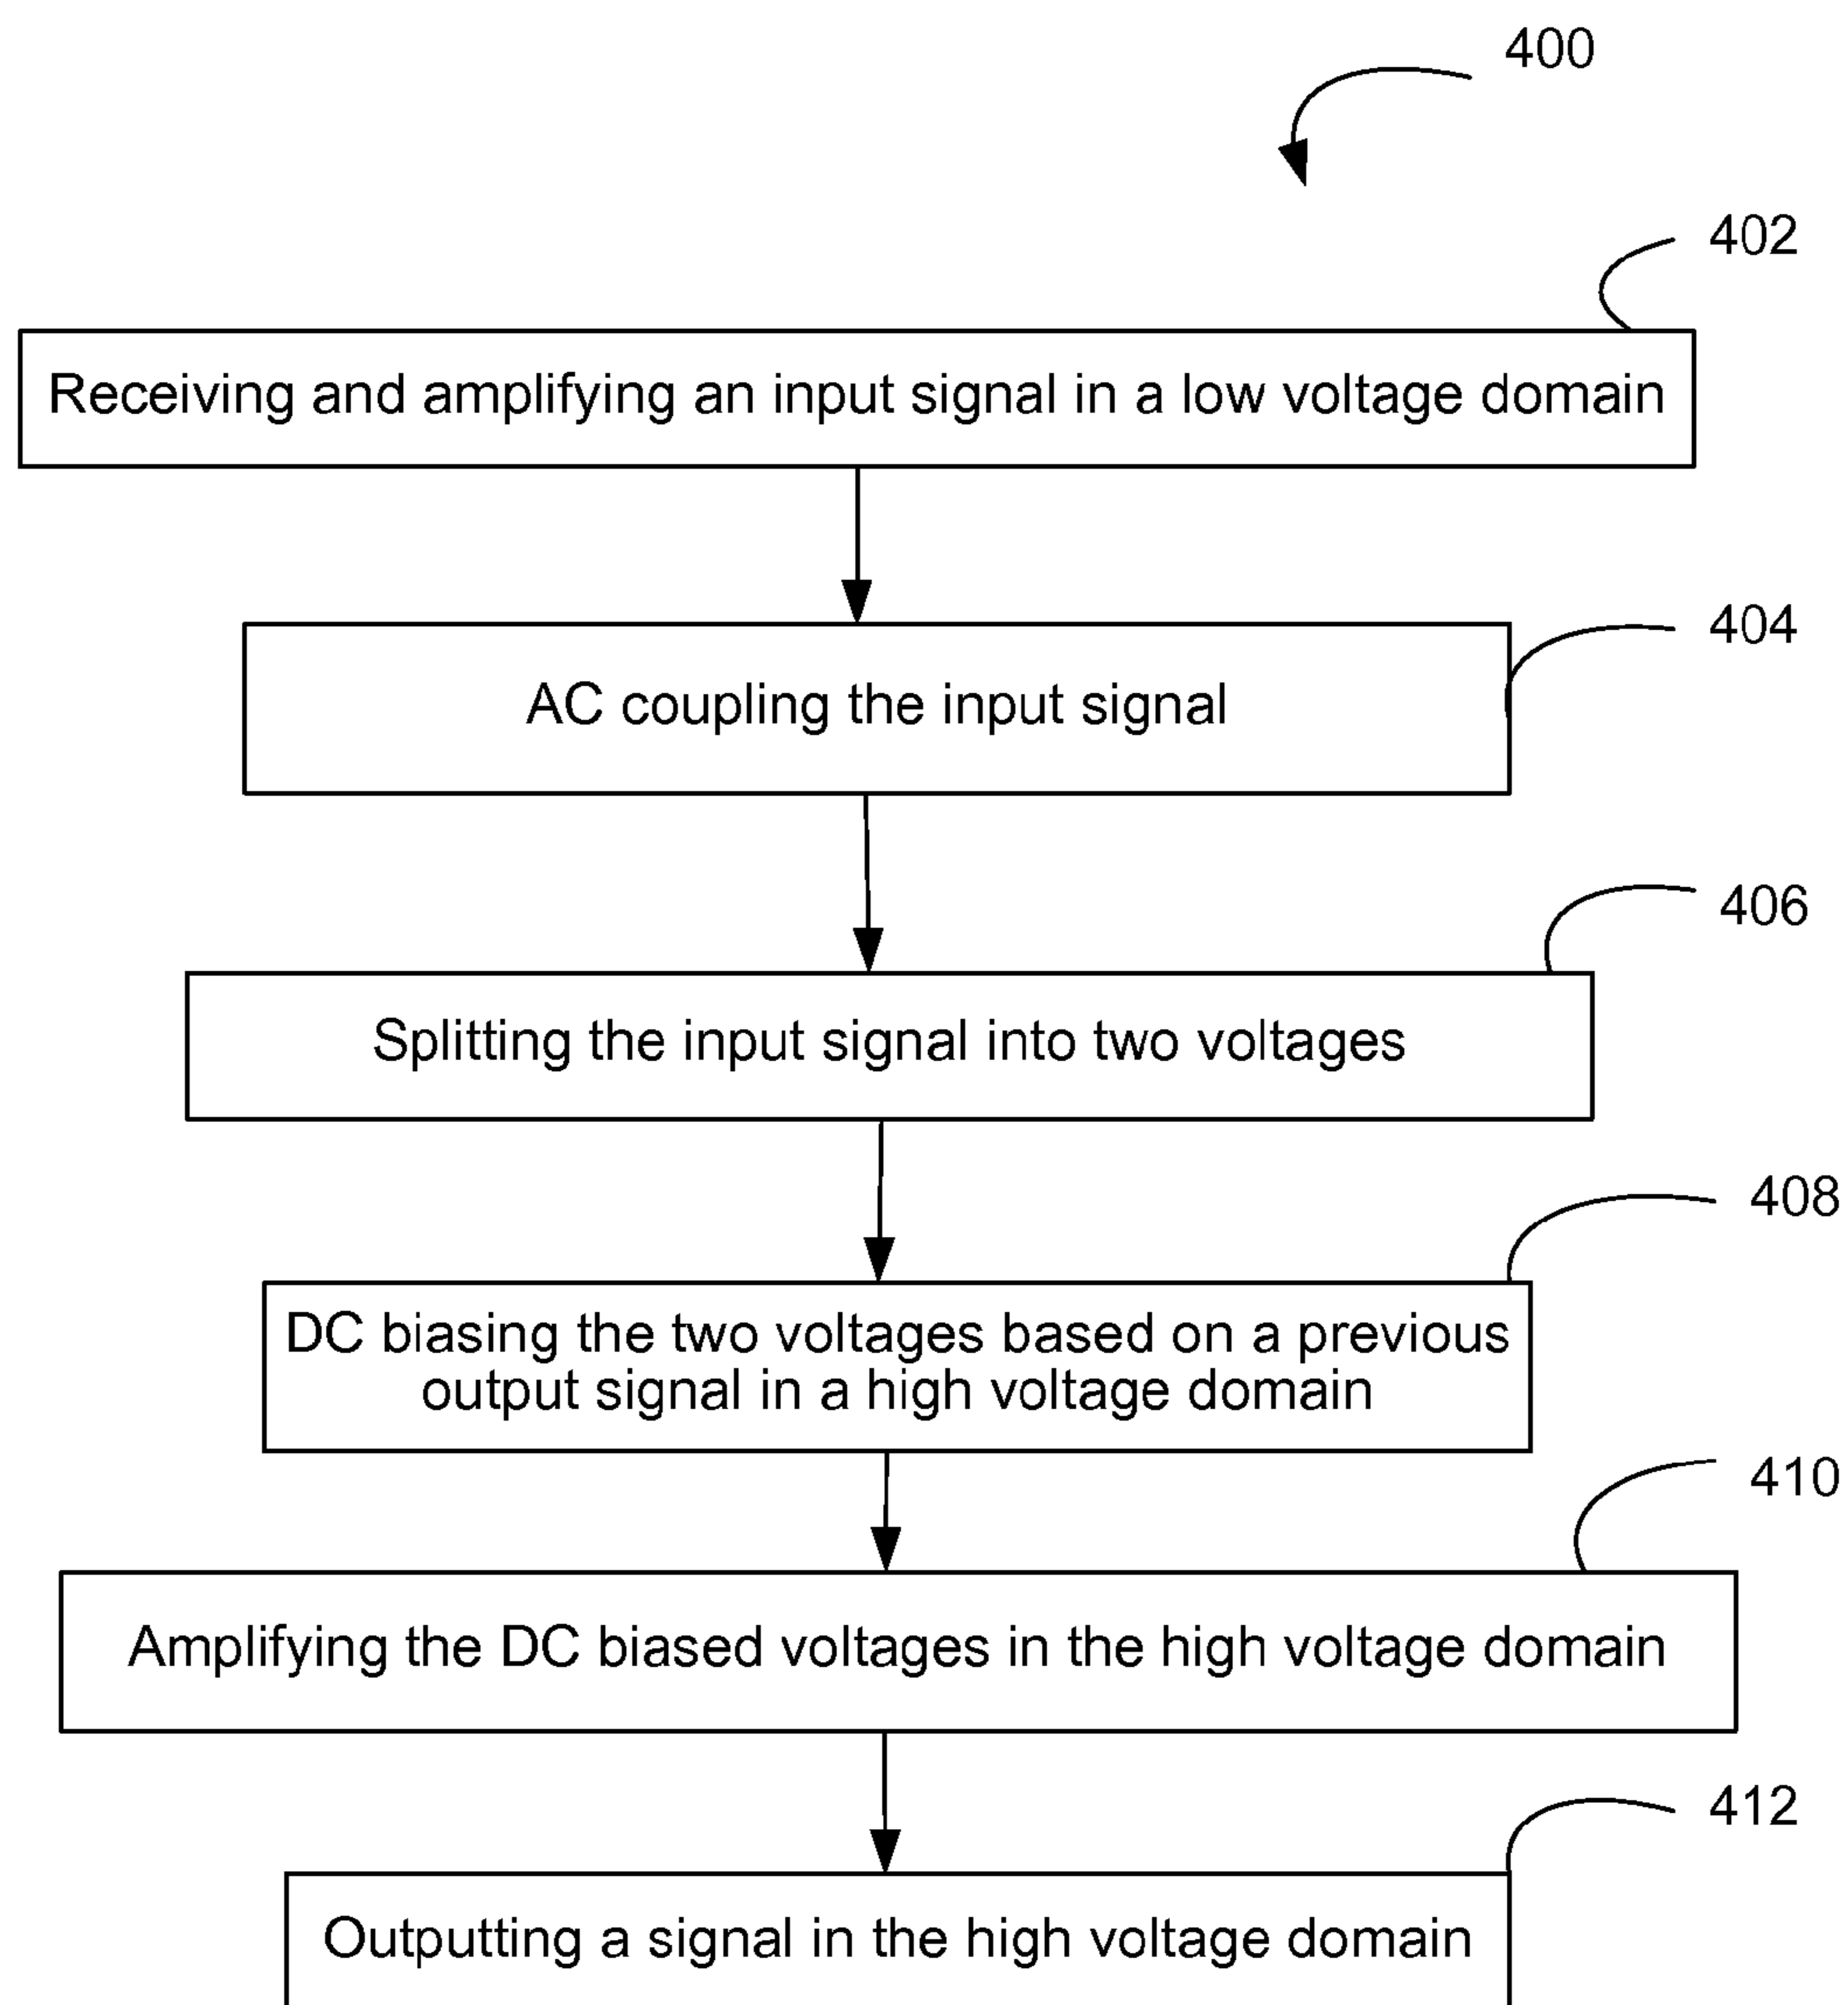 400
402
Receiving and amplifying an input signal in a low voltage domain
404
AC coupling the input signal
406
Splitting the input signal into two voltages
408
DC biasing the two voltages based on a previous
output signal in a high voltage domain
410
Amplifying the DC biased voltages in the high voltage domain
412
Outputting a signal in the high voltage domain